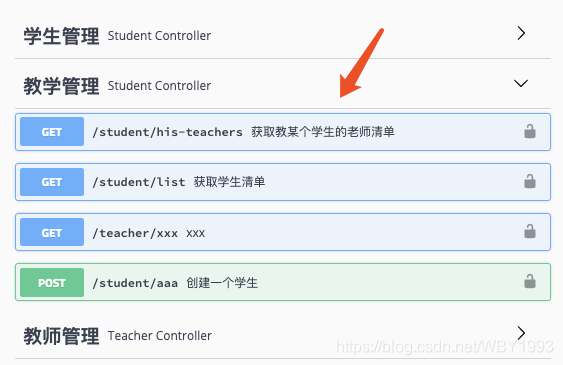 学生管理 Student Controller
教学管理 Student Controller
GET /student/his-teachers 获取教某个学生的老师清单
GET /student/list 获取学生清单
GET /teacher/xxx xxx
POST /student/aaa 创建一个学生
教师管理 Teacher Controller
https://blog.csdn.net/WBY1993